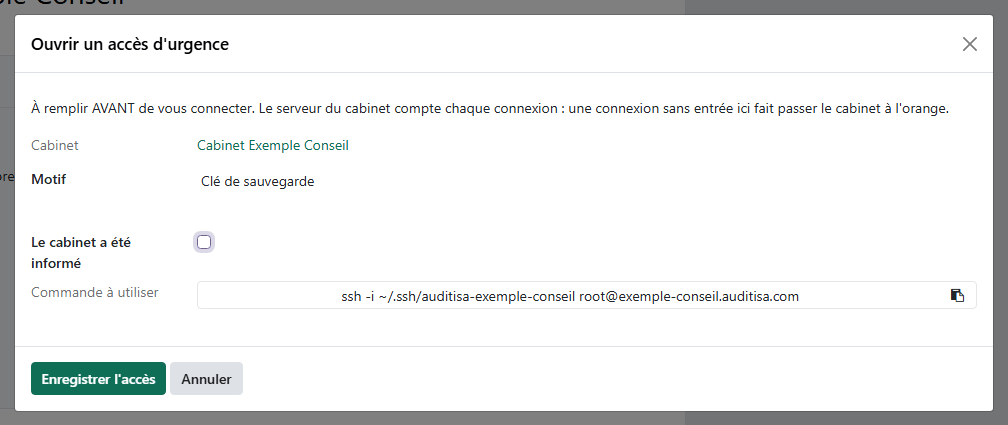 Ouvrir un accès d'urgence
À remplir AVANT de vous connecter. Le serveur du cabinet compte chaque connexion : une connexion sans entrée ici fait passer le cabinet à l'orange.
Cabinet
Cabinet Exemple Conseil
Motif
Clé de sauvegarde
Le cabinet a été
informé
Commande à utiliser
ssh -i ~/.ssh/auditisa-exemple-conseil root@exemple-conseil.auditisa.com
Enregistrer l'accès
Annuler